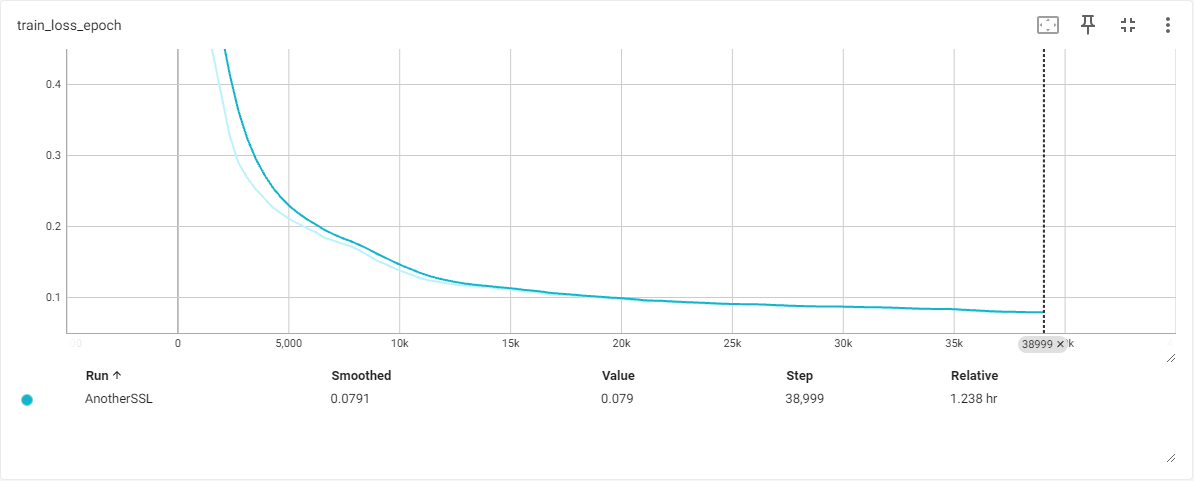 train_loss_epoch
0.4
0.3
0.2
0.1
0 5,000 10k 15k 20k 25k 30k 35k 38999 ✕
Run ↑ Smoothed Value Step Relative
AnotherSSL 0.0791 0.079 38,999 1.238 hr